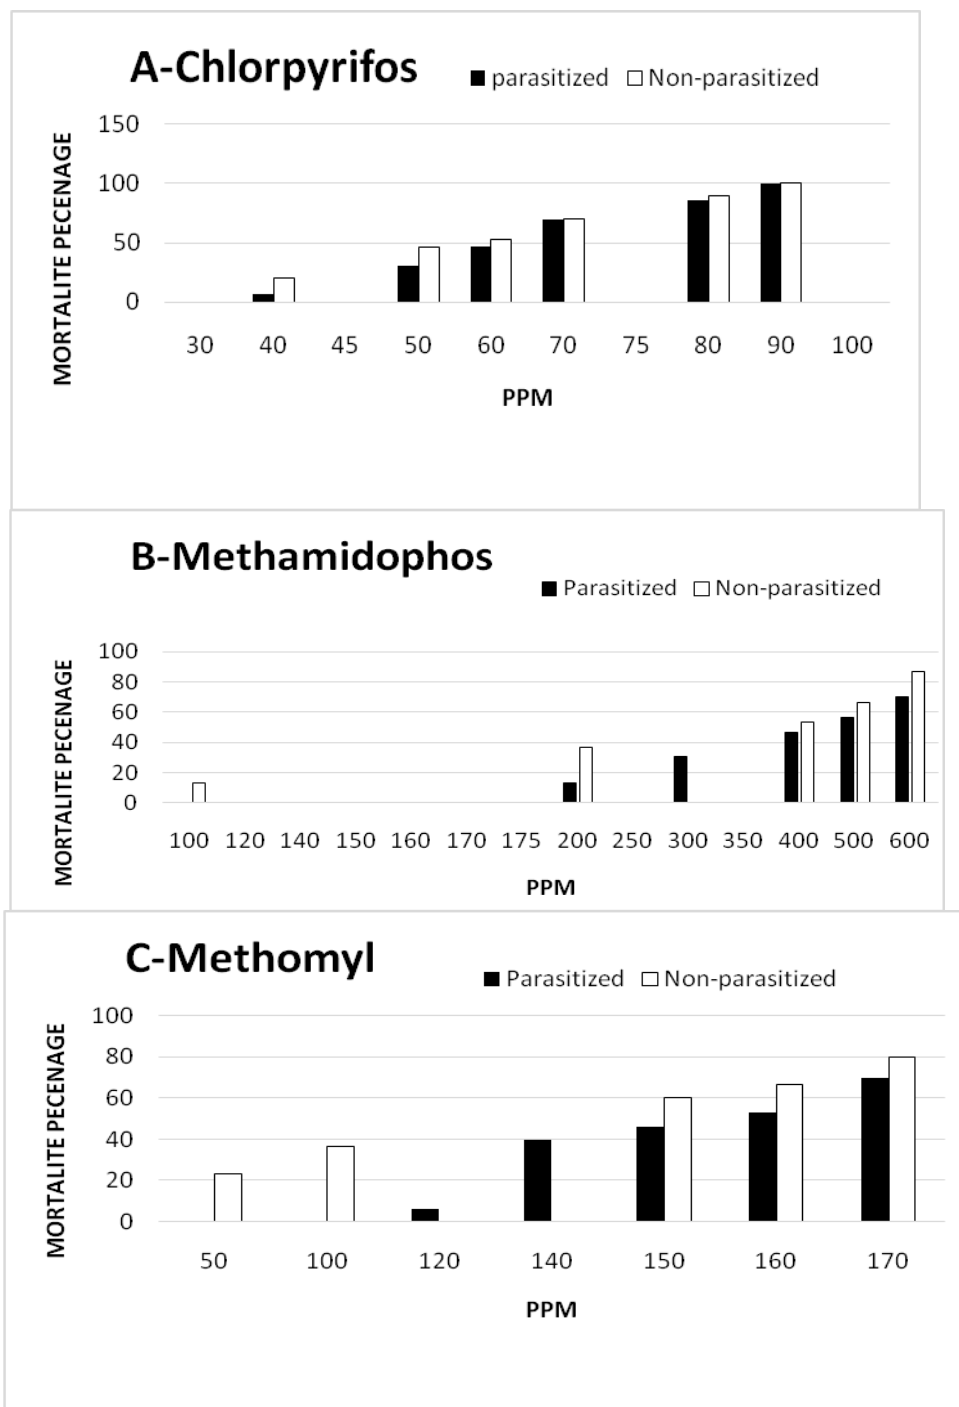 A-Chlorpyrifos
parasitized Non-parasitized
150
100
50
0
MORTALITE PECENAGE
30 40 45 50 60 70 75 80 90 100
PPM
B-Methamidophos
Parasitized Non-parasitized
100
80
60
40
20
0
MORTALITE PECENAGE
100 120 140 150 160 170 175 200 250 300 350 400 500 600
PPM
C-Methomyl
Parasitized Non-parasitized
100
80
60
40
20
0
MORTALITE PECENAGE
50 100 120 140 150 160 170
PPM